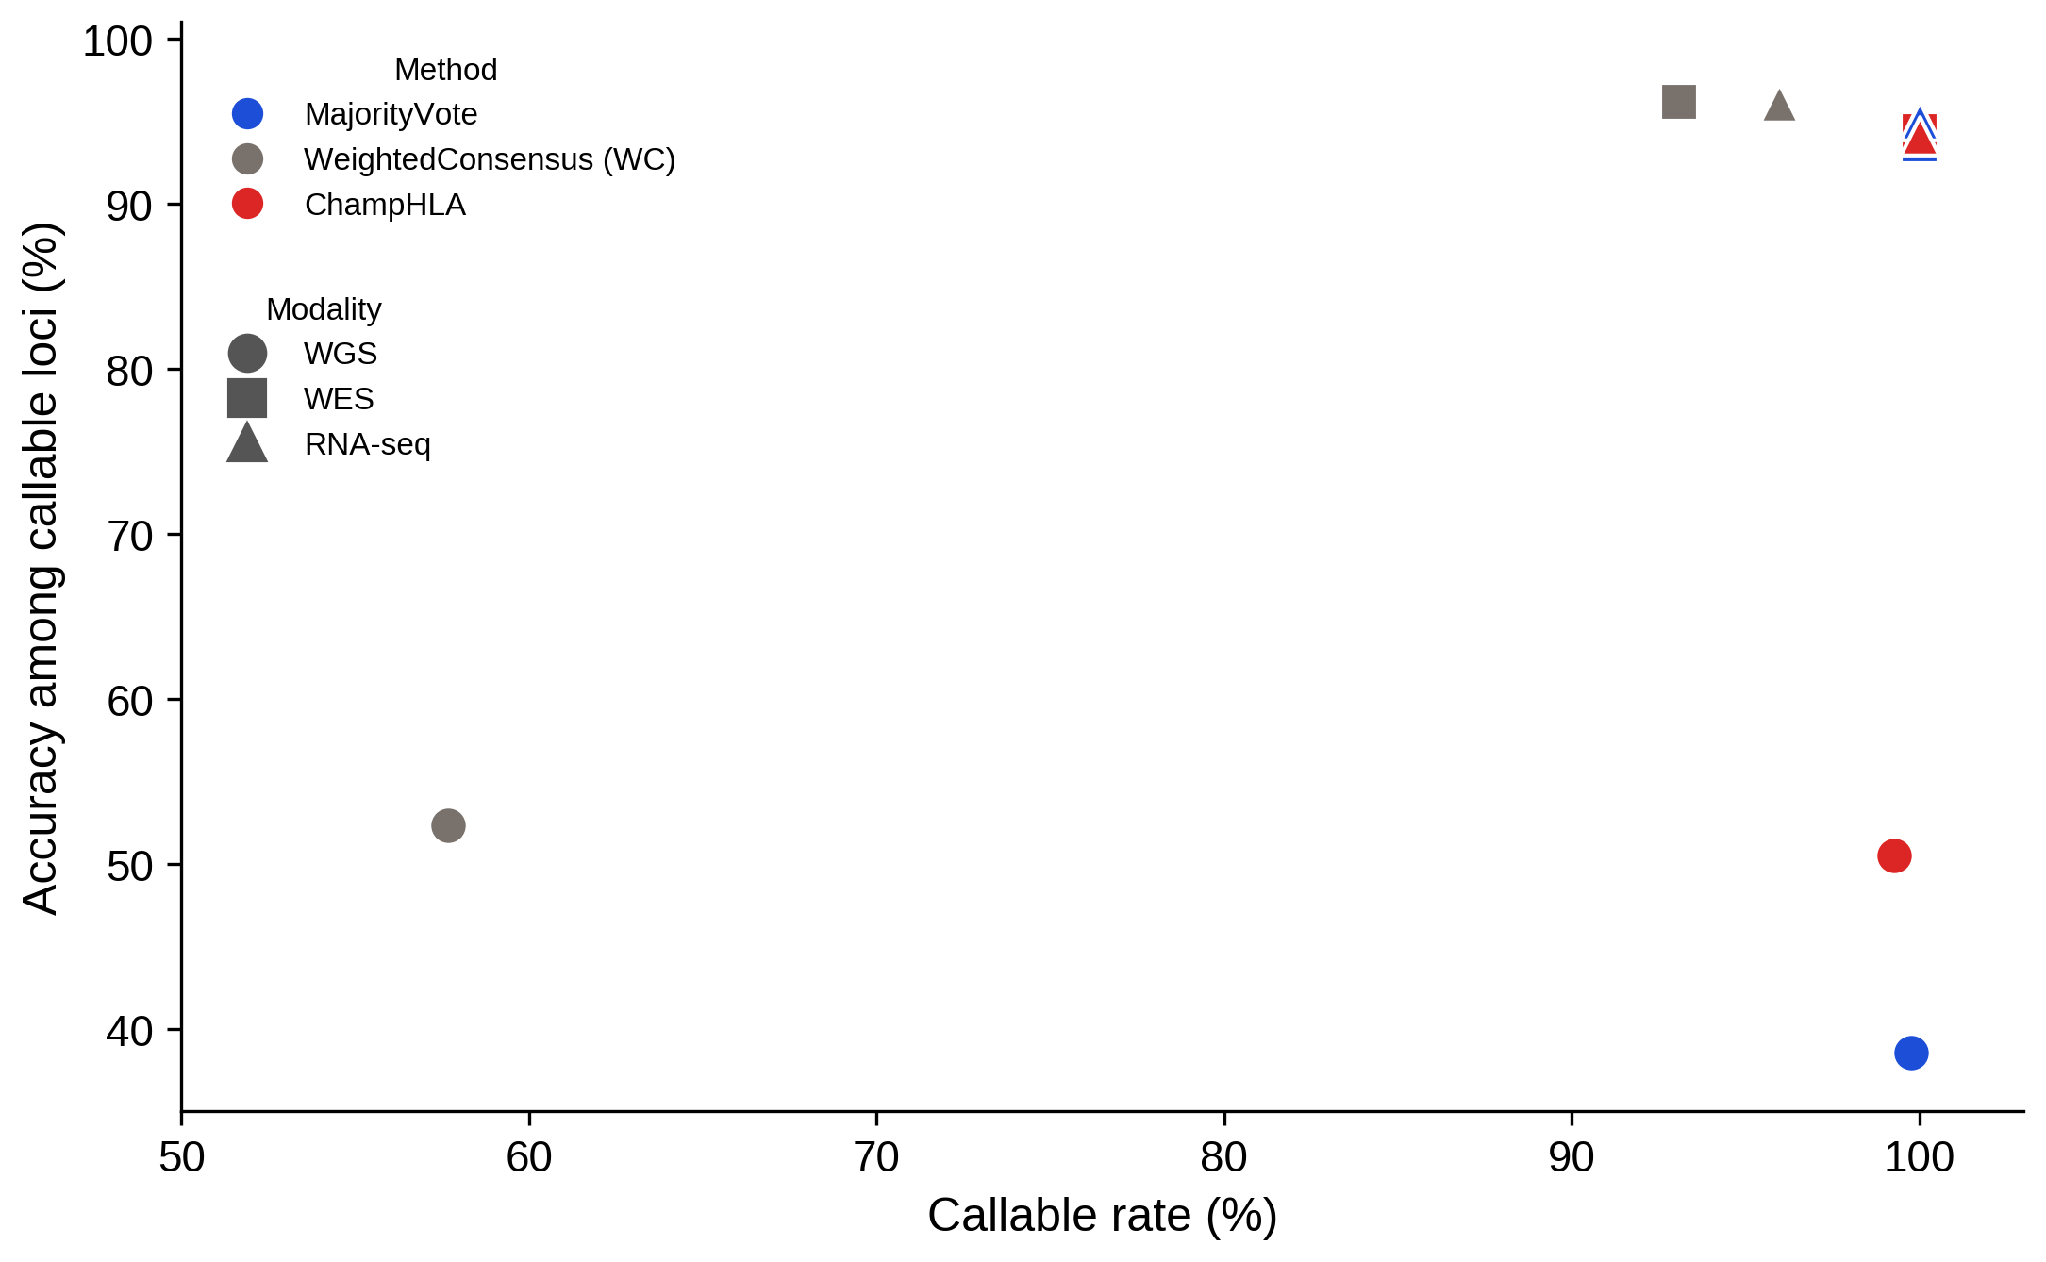 Accuracy among callable loci (%)
100
90
80
70
60
50
40
Method
MajorityVote
WeightedConsensus (WC)
ChampHLA
Modality
WGS
WES
RNA-seq
50 60 70 80 90 100
Callable rate (%)